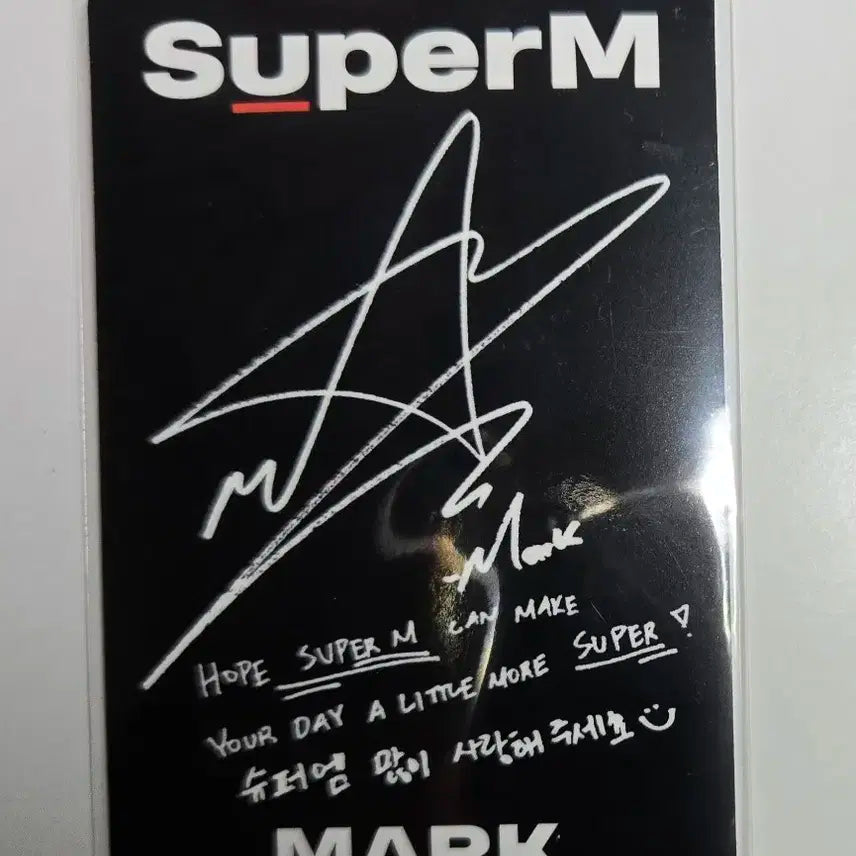 SuperM
M
-Mark
HOPE SUPER M CAN MAKE
YOUR DAY A LITTLE MORE SUPER!
슈퍼엠 많이 사랑해 주세요 :)
MARK